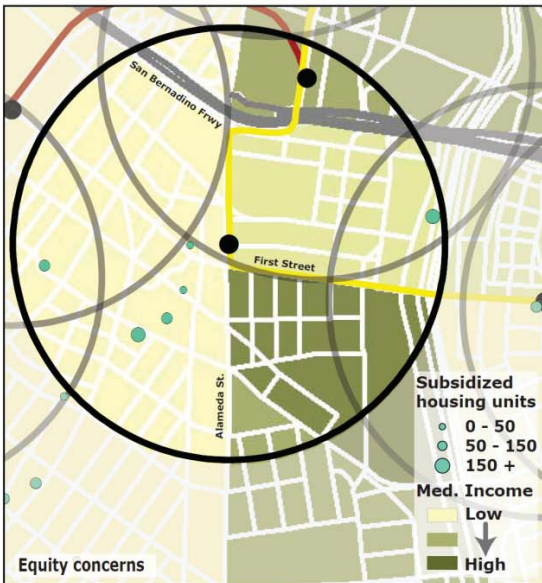 San Bernadino Frwy
First Street
Alameda St.
Subsidized
housing units
0 - 50
50 - 150
150 +
Med. Income
Low
High
Equity concerns